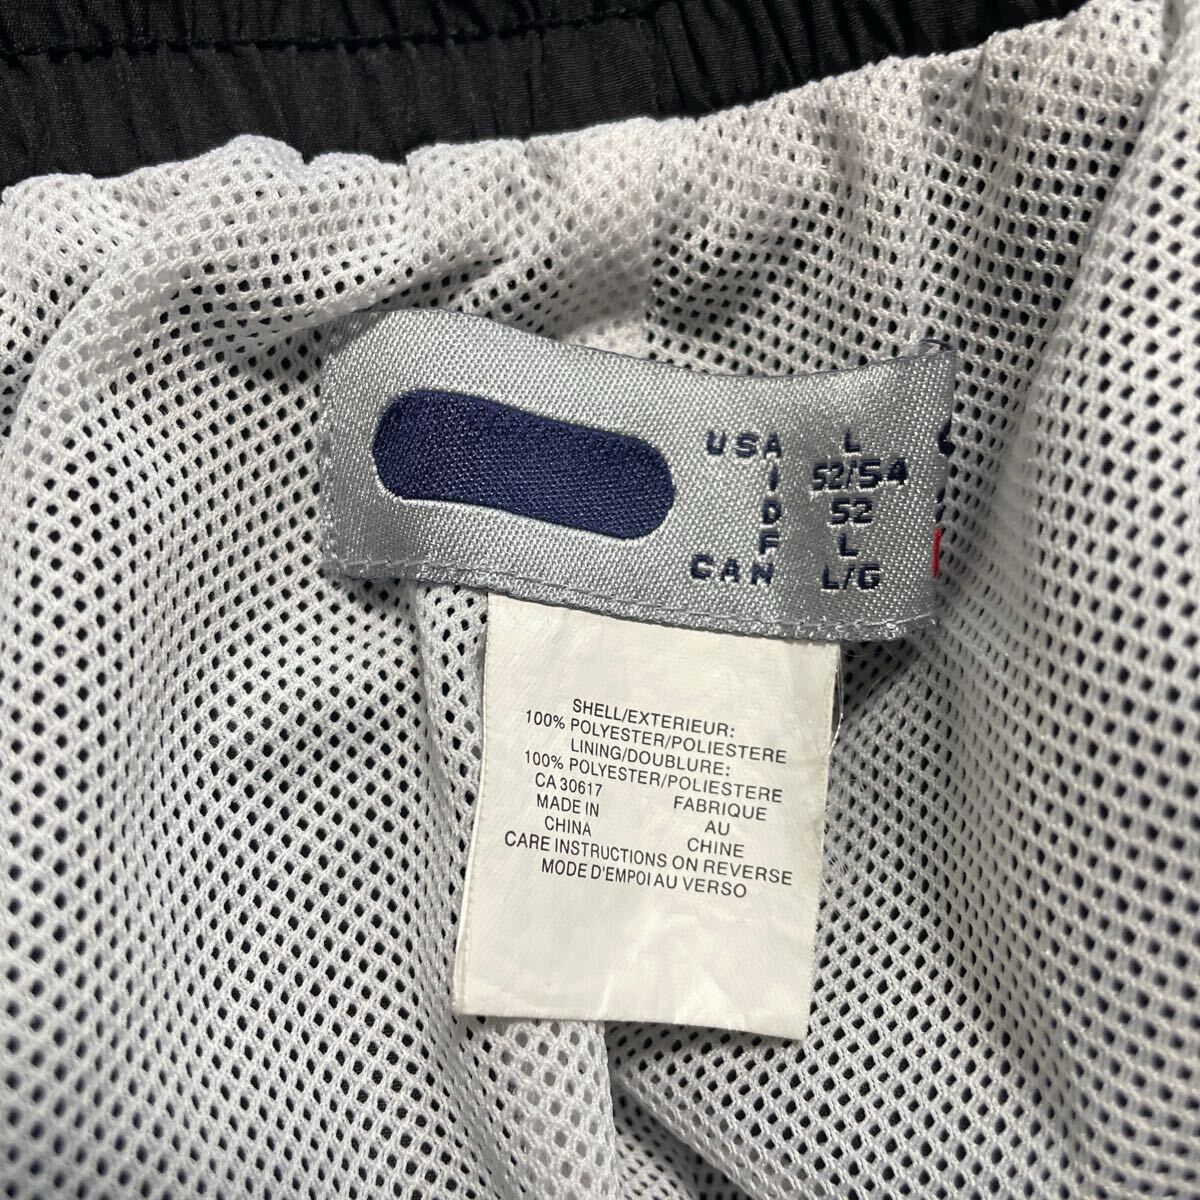 USA L
I 52/54
D 52
F L
CAN L/G
SHELL/EXTERIEUR:
100% POLYESTER/POLIESTERE
LINING/DOUBLURE:
100% POLYESTER/POLIESTERE
CA 30617
MADE IN FABRIQUE
CHINA AU
CHINE
CARE INSTRUCTIONS ON REVERSE
MODE D'EMPOI AU VERSO